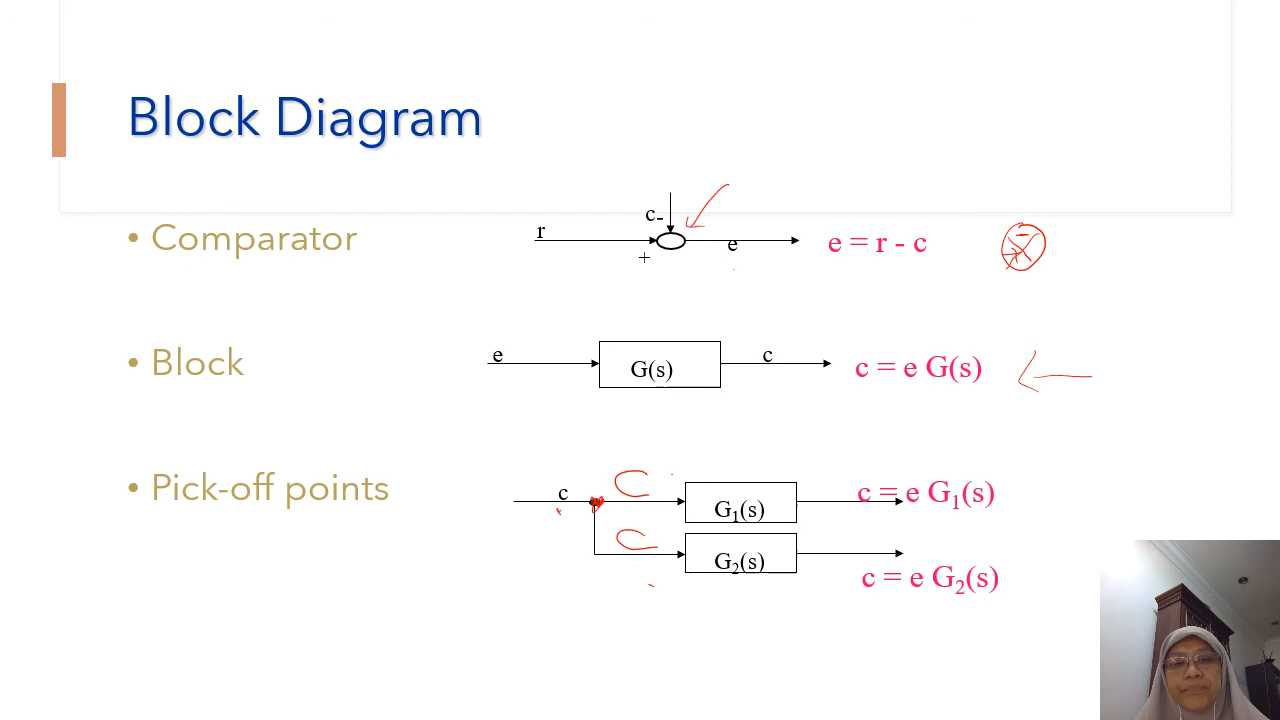 Block Diagram
• Comparator
r
c-
+
e
e = r - c
• Block
e
G(s)
c
c = e G(s)
• Pick-off points
c
C
G₁(s)
c = e G₁(s)
C
G₂(s)
c = e G₂(s)